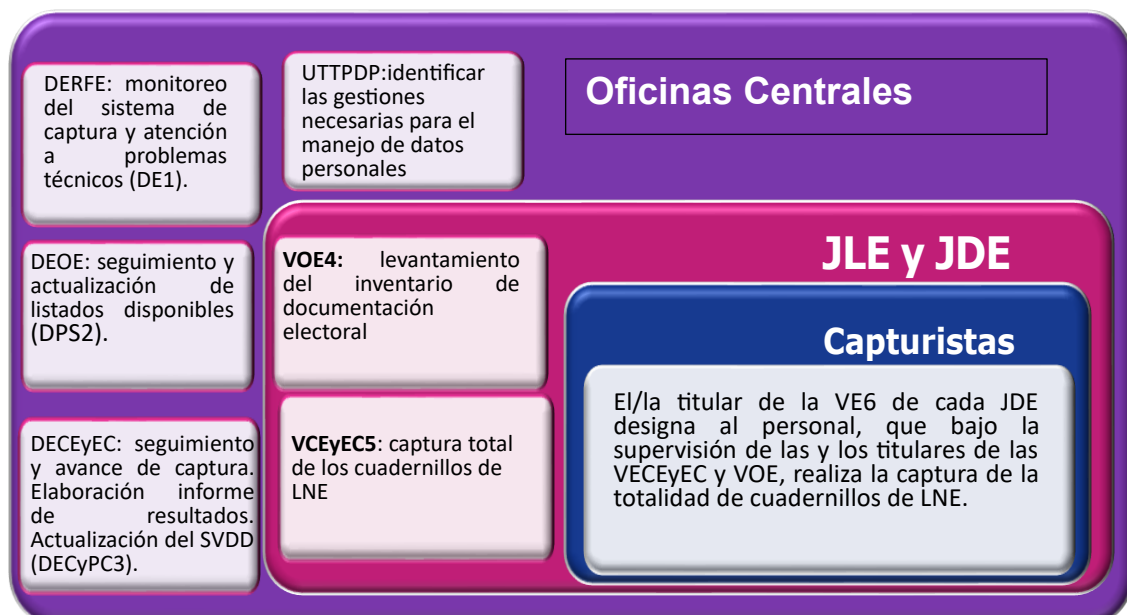 DERFE: monitoreo
del sistema de
captura y atención
a problemas
técnicos (DE1).
UTTPDP:identificar
las gestiones
necesarias para el
manejo de datos
personales
Oficinas Centrales
DEOE: seguimiento y
actualización de
listados disponibles
(DPS2).
DECEyEC: seguimiento
y avance de captura.
Elaboración informe
de resultados.
Actualización del SVDD
(DECyPC3).
JLE y JDE
VOE4: levantamiento
del inventario de
documentación
electoral
VCEyEC5: captura total
de los cuadernillos de
LNE
Capturistas
El/la titular de la VE6 de cada JDE
designa al personal, que bajo la
supervisión de las y los titulares de las
VECEyEC y VOE, realiza la captura de la
totalidad de cuadernillos de LNE.